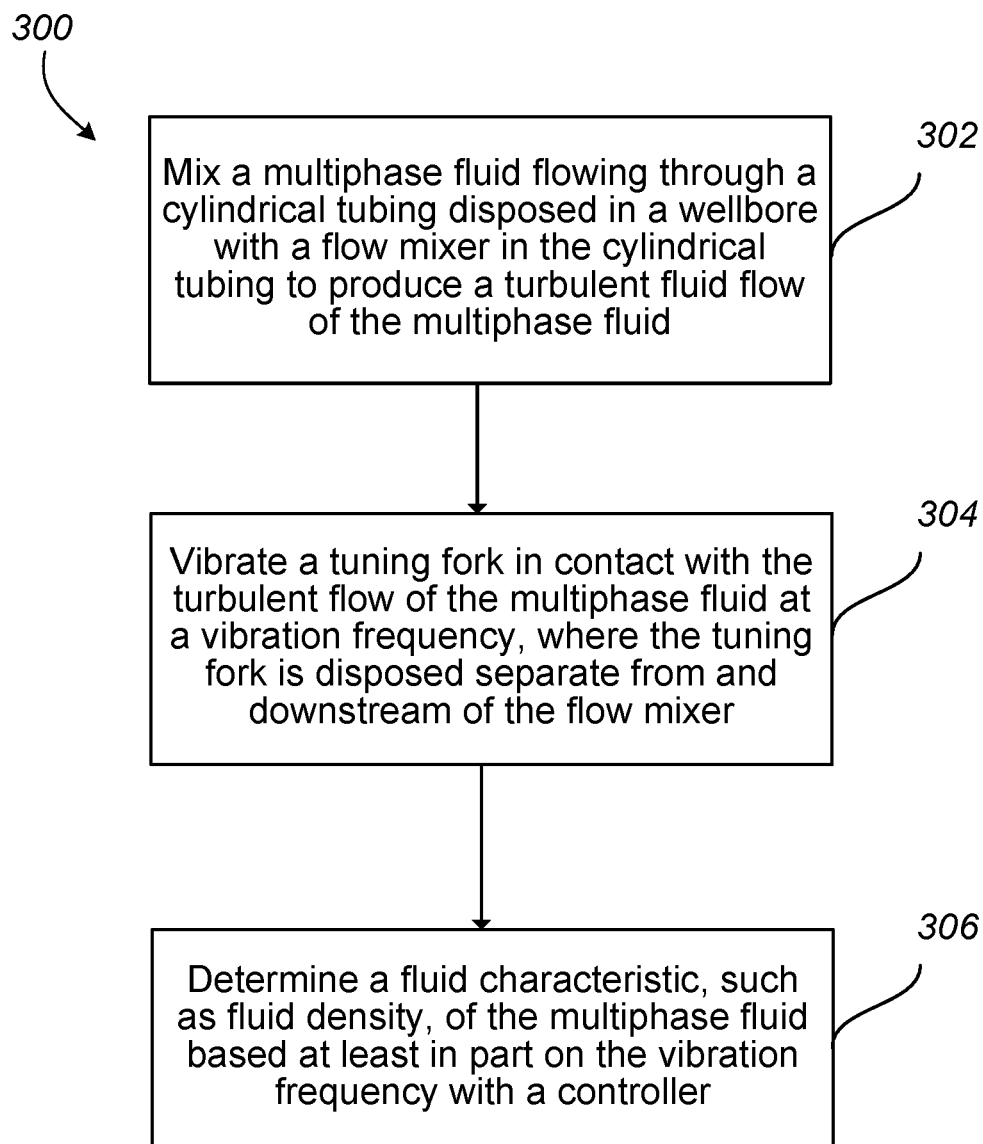 300
302
Mix a multiphase fluid flowing through a
cylindrical tubing disposed in a wellbore
with a flow mixer in the cylindrical
tubing to produce a turbulent fluid flow
of the multiphase fluid
304
Vibrate a tuning fork in contact with the
turbulent flow of the multiphase fluid at
a vibration frequency, where the tuning
fork is disposed separate from and
downstream of the flow mixer
306
Determine a fluid characteristic, such
as fluid density, of the multiphase fluid
based at least in part on the vibration
frequency with a controller